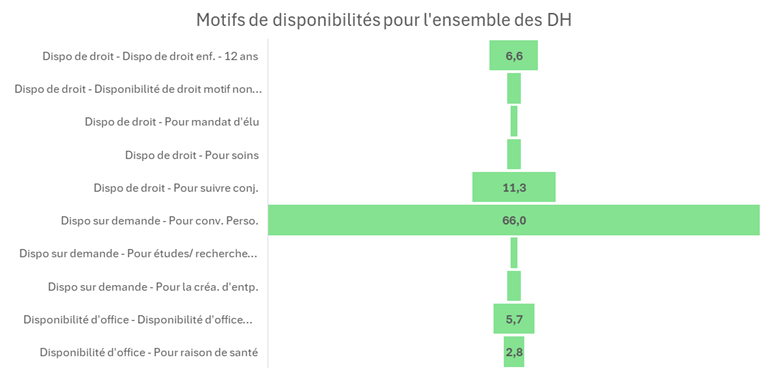 Motifs de disponibilités pour l'ensemble des DH
Dispo de droit - Dispo de droit enf. - 12 ans
6,6
Dispo de droit - Disponibilité de droit motif non...
Dispo de droit - Pour mandat d'élu
Dispo de droit - Pour soins
Dispo de droit - Pour suivre conj.
11,3
Dispo sur demande - Pour conv. Perso.
66,0
Dispo sur demande - Pour études/ recherche...
Dispo sur demande - Pour la créa. d'entp.
Disponibilité d'office - Disponibilité d'office...
5,7
Disponibilité d'office - Pour raison de santé
2,8